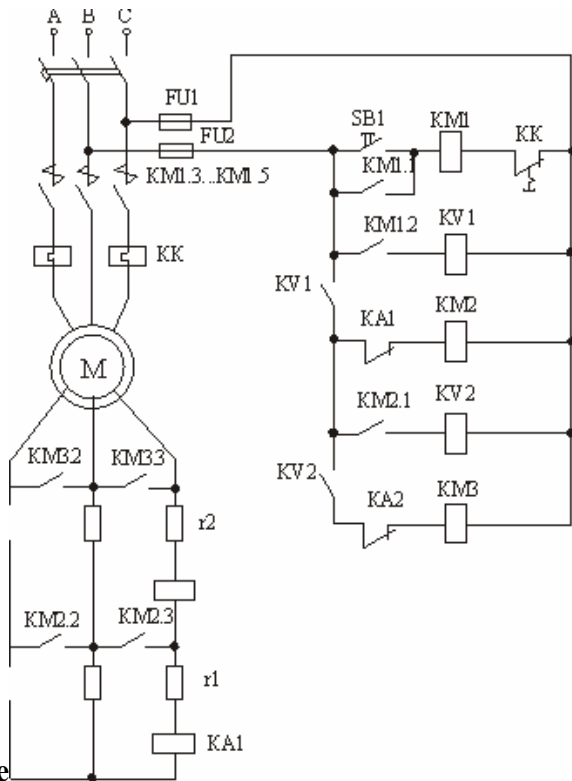 A B C
FU1
FU2
SB1
KM1
KK
KM1.1
KM1.3...KM1.5
KM1.2
KV1
KK
KV1
KA1
KM2
M
KM2.1
KV2
KM3.2
KM3.3
KV2
KA2
KM3
r2
KM2.2
KM2.3
r1
KA1
e